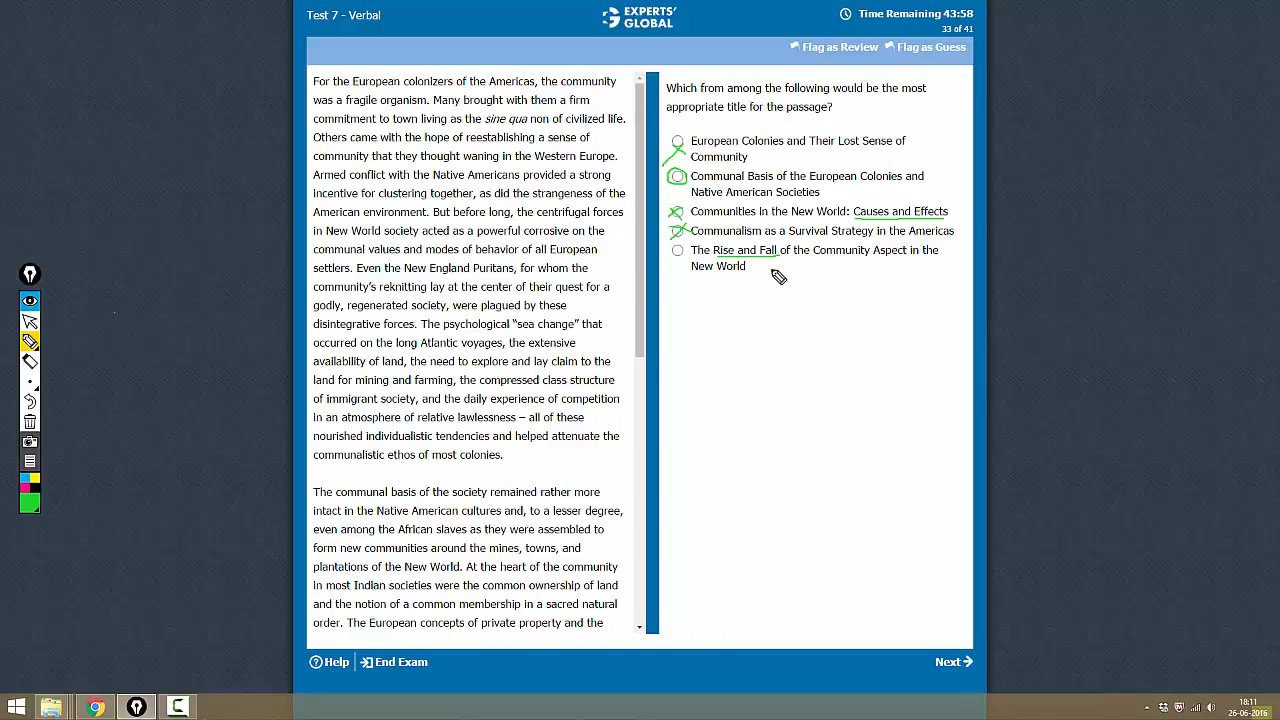 Test 7 - Verbal
EXPERTS'
GLOBAL
Time Remaining 43:58
33 of 41
Flag as Review
Flag as Guess
For the European colonizers of the Americas, the community
was a fragile organism. Many brought with them a firm
commitment to town living as the sine qua non of civilized life.
Others came with the hope of reestablishing a sense of
community that they thought waning in the Western Europe.
Armed conflict with the Native Americans provided a strong
incentive for clustering together, as did the strangeness of the
American environment. But before long, the centrifugal forces
in New World society acted as a powerful corrosive on the
communal values and modes of behavior of all European
settlers. Even the New England Puritans, for whom the
community's reknitting lay at the center of their quest for a
godly, regenerated society, were plagued by these
disintegrative forces. The psychological “sea change” that
occurred on the long Atlantic voyages, the extensive
availability of land, the need to explore and lay claim to the
land for mining and farming, the compressed class structure
of immigrant society, and the daily experience of competition
in an atmosphere of relative lawlessness – all of these
nourished individualistic tendencies and helped attenuate the
communalistic ethos of most colonies.
The communal basis of the society remained rather more
intact in the Native American cultures and, to a lesser degree,
even among the African slaves as they were assembled to
form new communities around the mines, towns, and
plantations of the New World. At the heart of the community
in most Indian societies were the common ownership of land
and the notion of a common membership in a sacred natural
order. The European concepts of private property and the
Which from among the following would be the most
appropriate title for the passage?
European Colonies and Their Lost Sense of
Community
Communal Basis of the European Colonies and
Native American Societies
Communities in the New World: Causes and Effects
Communalism as a Survival Strategy in the Americas
The Rise and Fall of the Community Aspect in the
New World
Help
End Exam
Next
18:11
26-06-2016